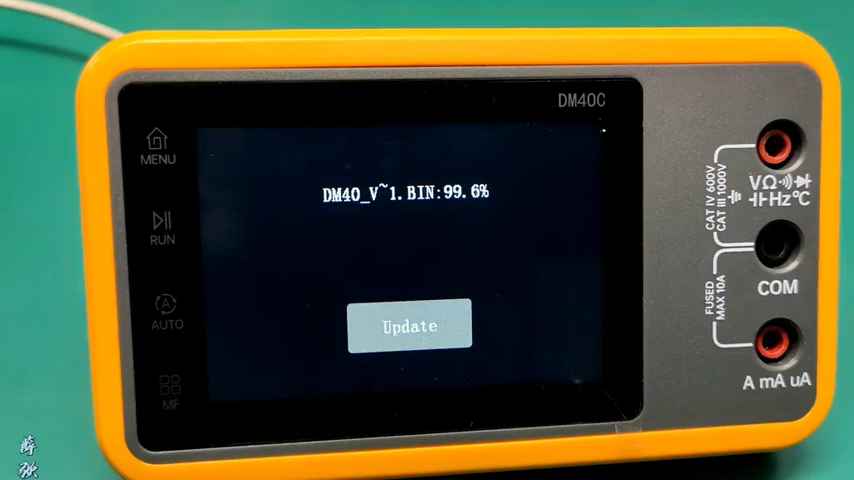 DM40C
MENU
RUN
A
AUTO
MF
DM40_V~1.BIN:99.6%
Update
CAT IV 600V
CAT III 1000V
VΩ
Hz℃
COM
FUSED
MAX 10A
A mA uA
薛
强